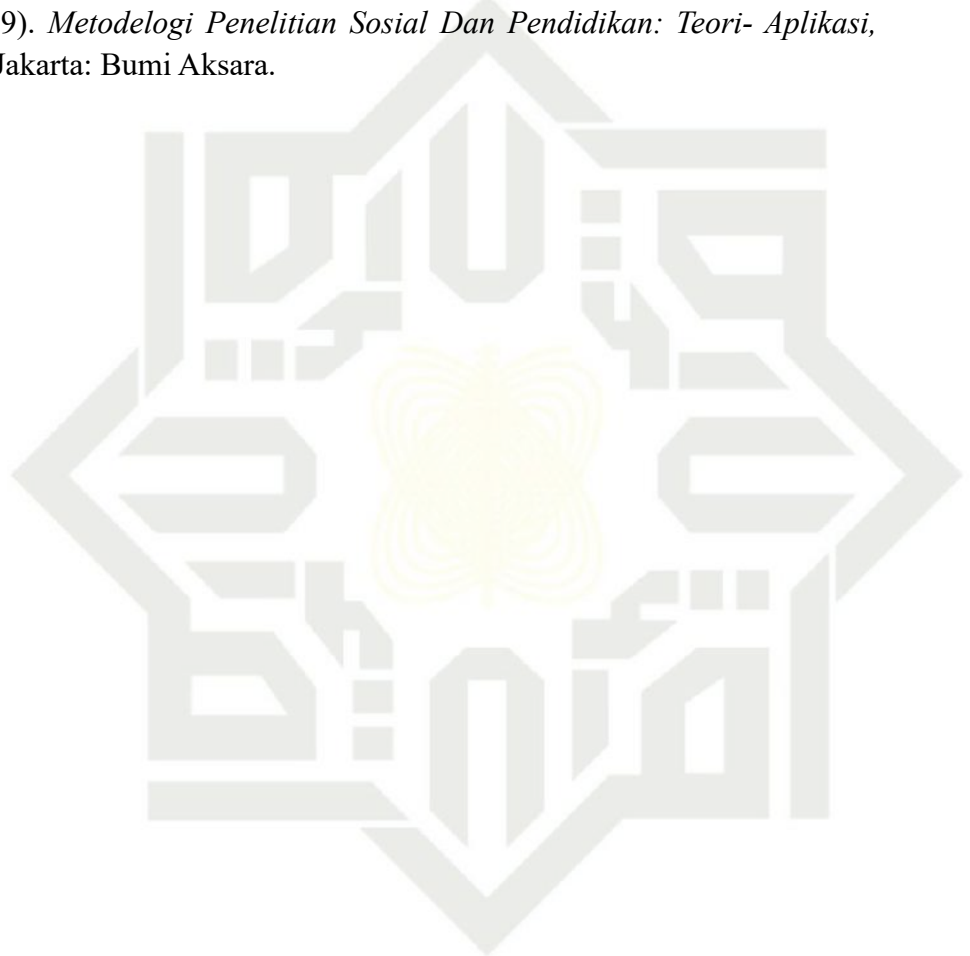 9). Metodelogi Penelitian Sosial Dan Pendidikan: Teori- Aplikasi,
Jakarta: Bumi Aksara.